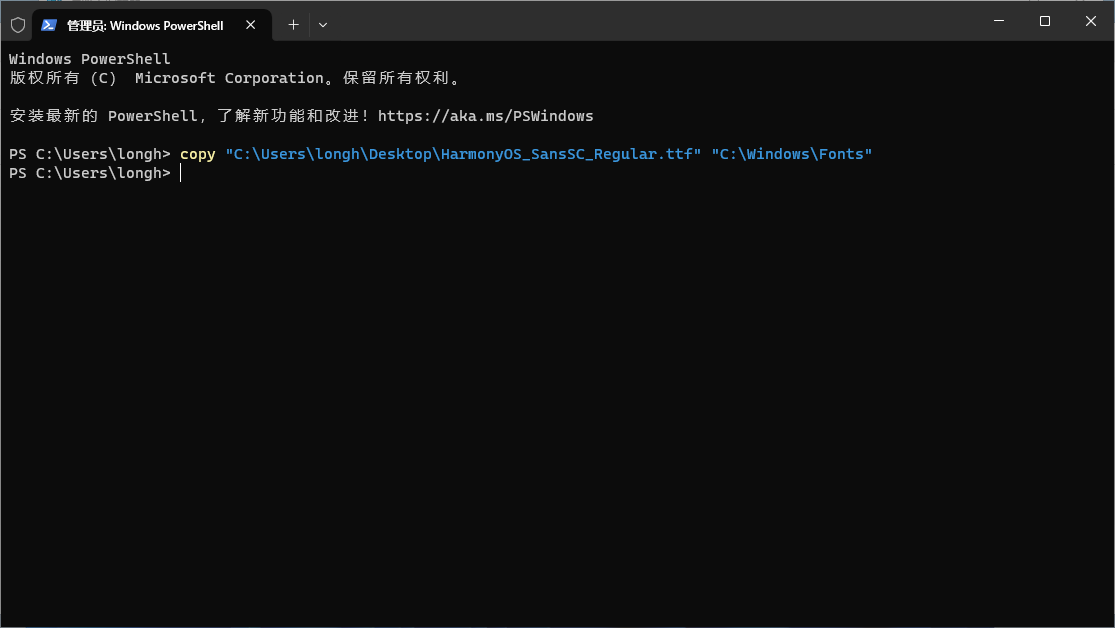 管理员: Windows PowerShell
Windows PowerShell
版权所有 (C) Microsoft Corporation。保留所有权利。
安装最新的 PowerShell，了解新功能和改进！https://aka.ms/PSWindows
PS C:\Users\longh> copy "C:\Users\longh\Desktop\HarmonyOS_SansSC_Regular.ttf" "C:\Windows\Fonts"
PS C:\Users\longh>